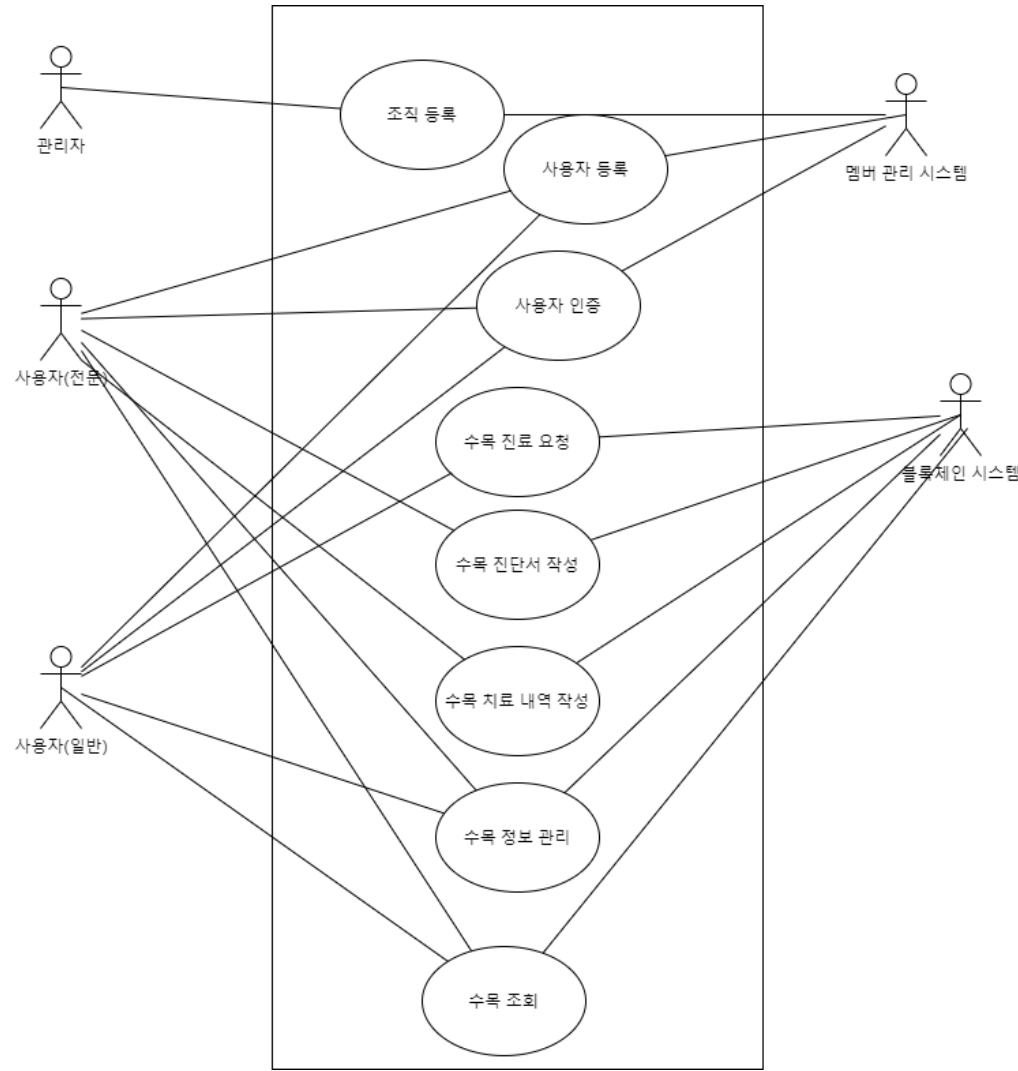 관리자
조직 등록
사용자 등록
멤버 관리 시스템
사용자 인증
사용자(전문)
수목 진료 요청
블록체인 시스템
수목 진단서 작성
수목 치료 내역 작성
사용자(일반)
수목 정보 관리
수목 조회